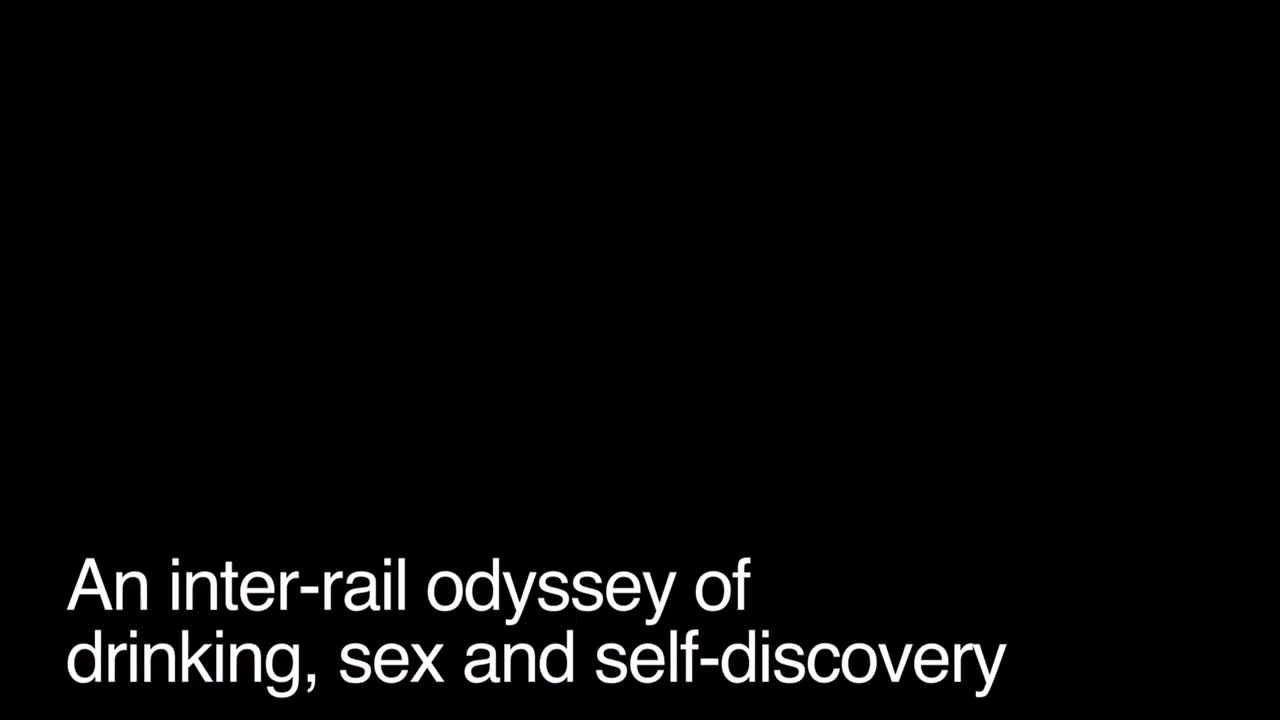 An inter-rail odyssey of
drinking, sex and self-discovery